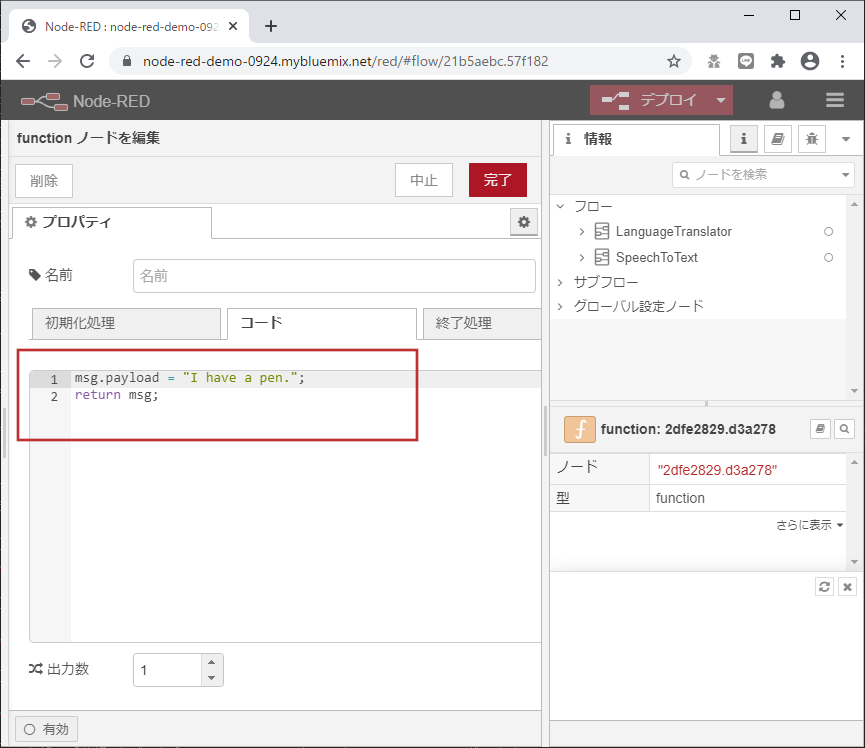 Node-RED : node-red-demo-092
node-red-demo-0924.mybluemix.net/red/#flow/21b5aebc.57f182
Node-RED
デプロイ
function ノードを編集
削除
中止
完了
プロパティ
名前
名前
初期化処理
コード
終了処理
1 msg.payload = "I have a pen.";
2 return msg;
出力数
1
有効
i 情報
i
ノードを検索
フロー
LanguageTranslator
SpeechToText
サブフロー
グローバル設定ノード
f function: 2dfe2829.d3a278
ノード "2dfe2829.d3a278"
型 function
さらに表示